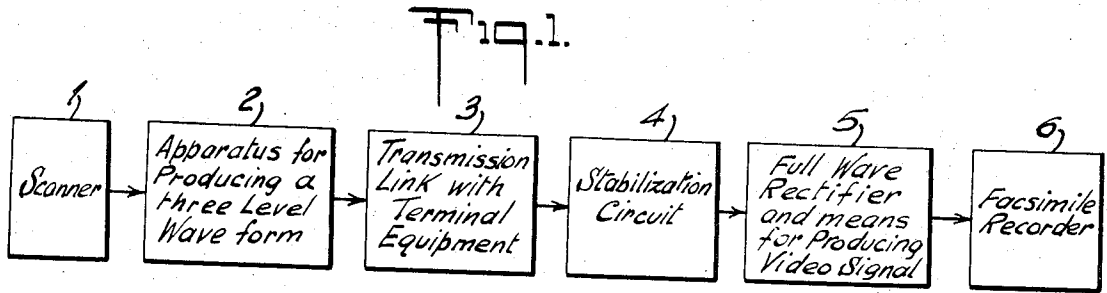 Fig.1.
1
Scanner
2
Apparatus for
Producing a
three Level
Wave form
3
Transmission
Link with
Terminal
Equipment
4
Stabilization
Circuit
5
Full Wave
Rectifier
and means
for Producing
Video Signal
6
Facsimile
Recorder